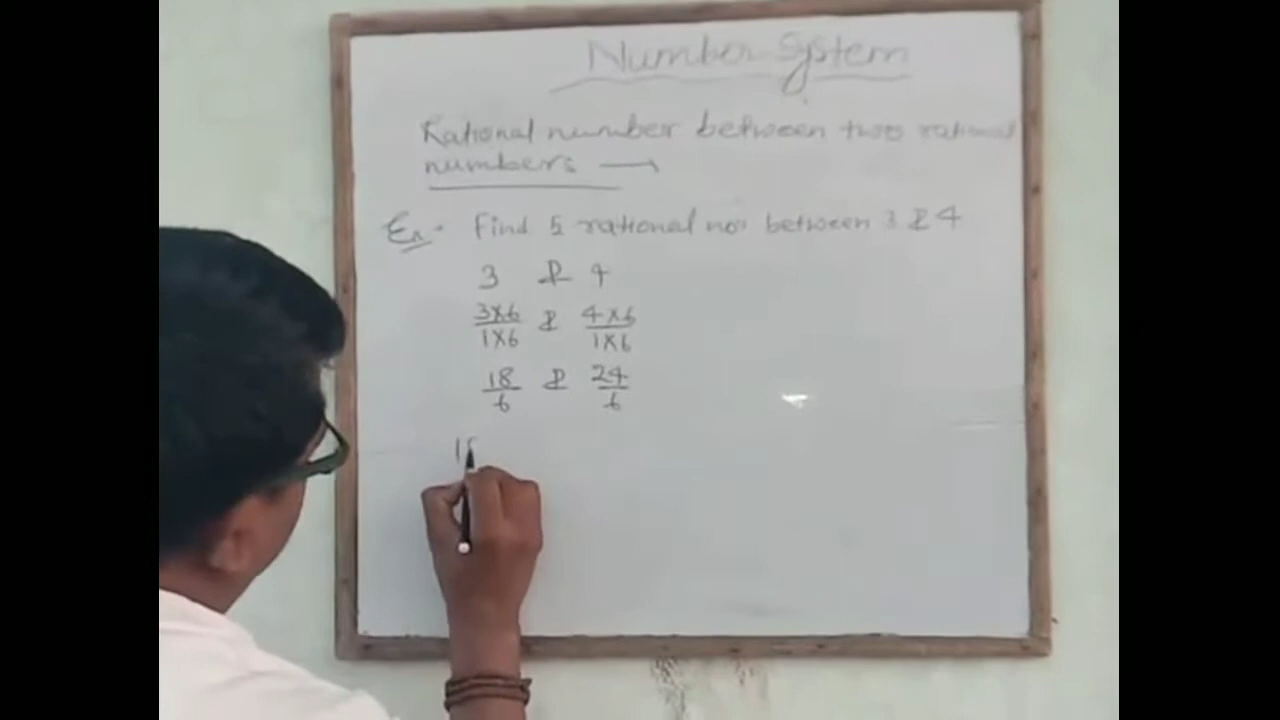 Number System
Rational number between two rational
numbers →
Ex- Find 5 rational nos between 3 & 4
3 & 4
3×6/1×6 & 4×6/1×6
18/6 & 24/6
18